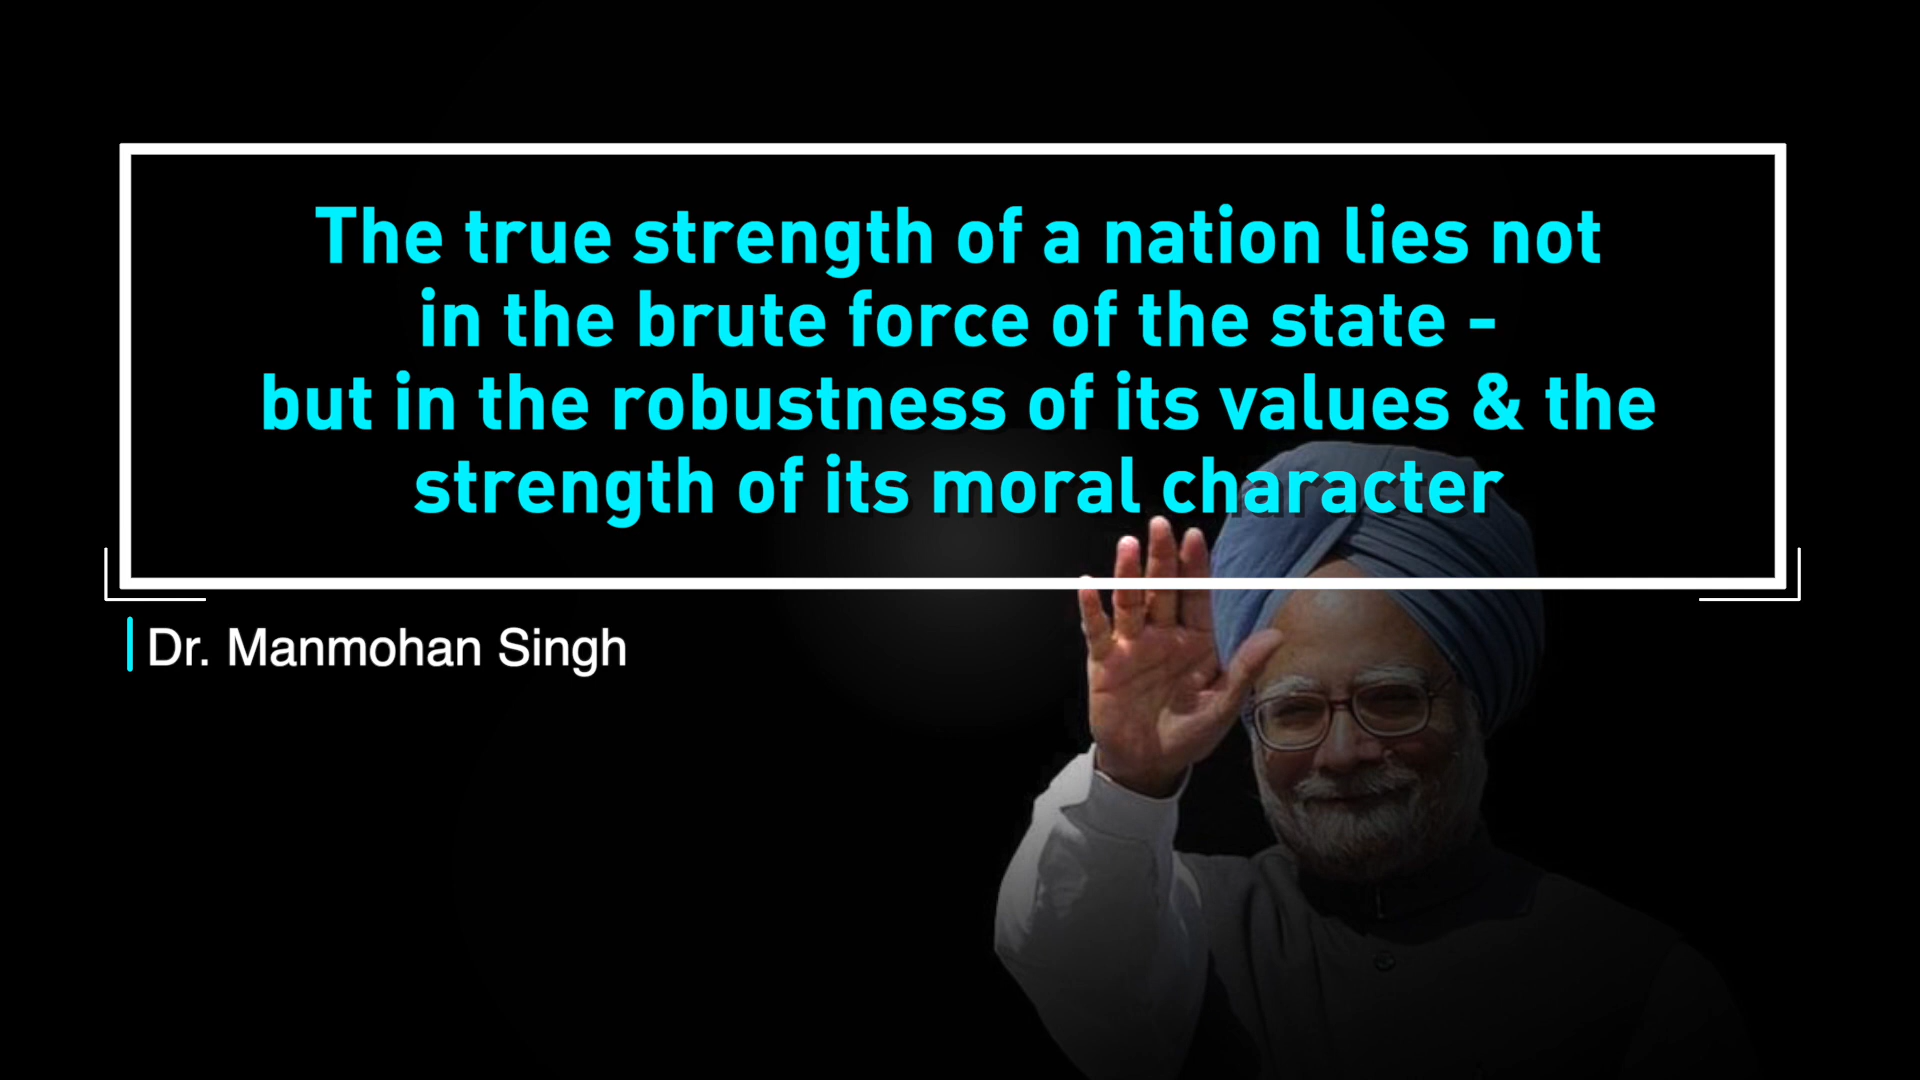 The true strength of a nation lies not
in the brute force of the state -
but in the robustness of its values & the
strength of its moral character
Dr. Manmohan Singh